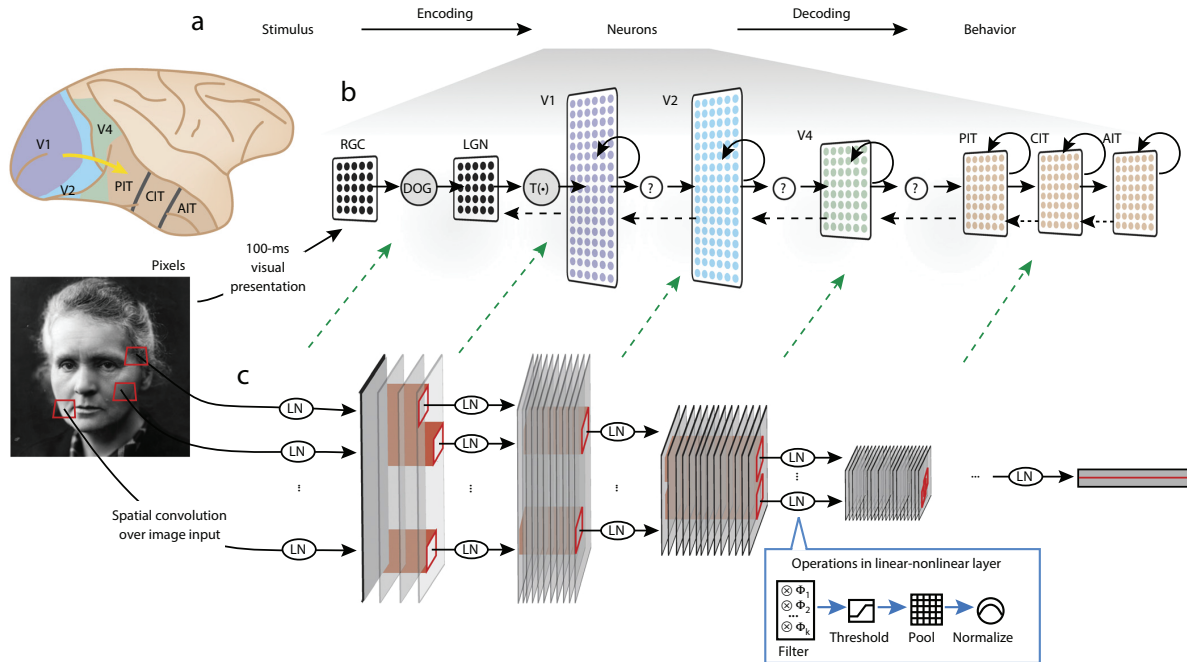 a
Stimulus
Encoding
Neurons
Decoding
Behavior
V1
V2
V4
PIT
CIT
AIT
b
RGC
DOG
LGN
T(•)
V1
?
V2
?
V4
?
PIT
CIT
AIT
100-ms
visual
presentation
Pixels
c
LN
LN
LN
LN
LN
LN
LN
LN
LN
LN
LN
...
LN
...
...
...
...
Spatial convolution
over image input
Operations in linear-nonlinear layer
⊗ Φ1
⊗ Φ2
...
⊗ Φk
Filter
Threshold
Pool
Normalize